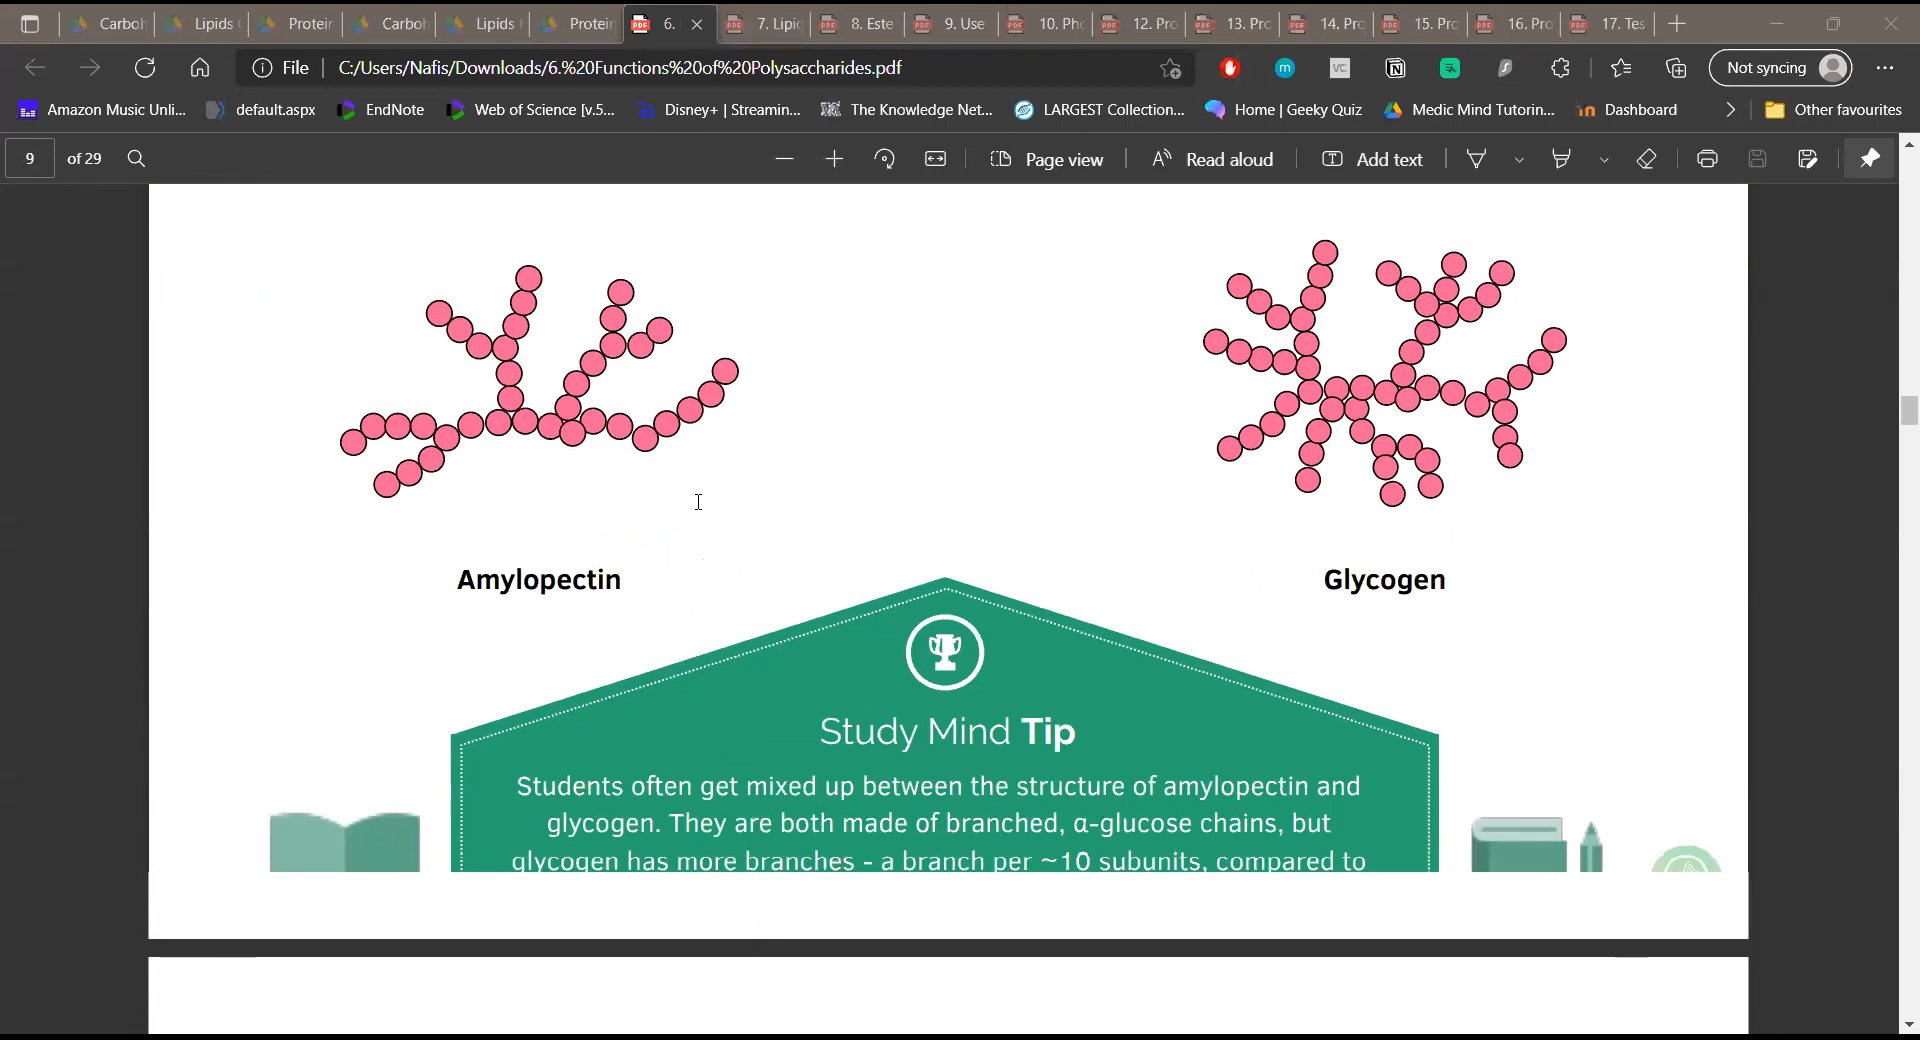 Carboh Lipids Protein Carboh Lipids Protein 6. 7. Lipid 8. Este 9. Use 10. Pho 12. Pro 13. Pro 14. Pro 15. Pro 16. Pro 17. Tes
File C:/Users/Nafis/Downloads/6.%20Functions%20of%20Polysaccharides.pdf VC Not syncing
Amazon Music Unli... default.aspx EndNote Web of Science [v.5... Disney+ | Streamin... The Knowledge Net... LARGEST Collection... Home | Geeky Quiz Medic Mind Tutorin... Dashboard Other favourites
9 of 29 Page view Read aloud Add text
Amylopectin Glycogen
Study Mind Tip
Students often get mixed up between the structure of amylopectin and
glycogen. They are both made of branched, α-glucose chains, but
glycogen has more branches - a branch per ~10 subunits, compared to